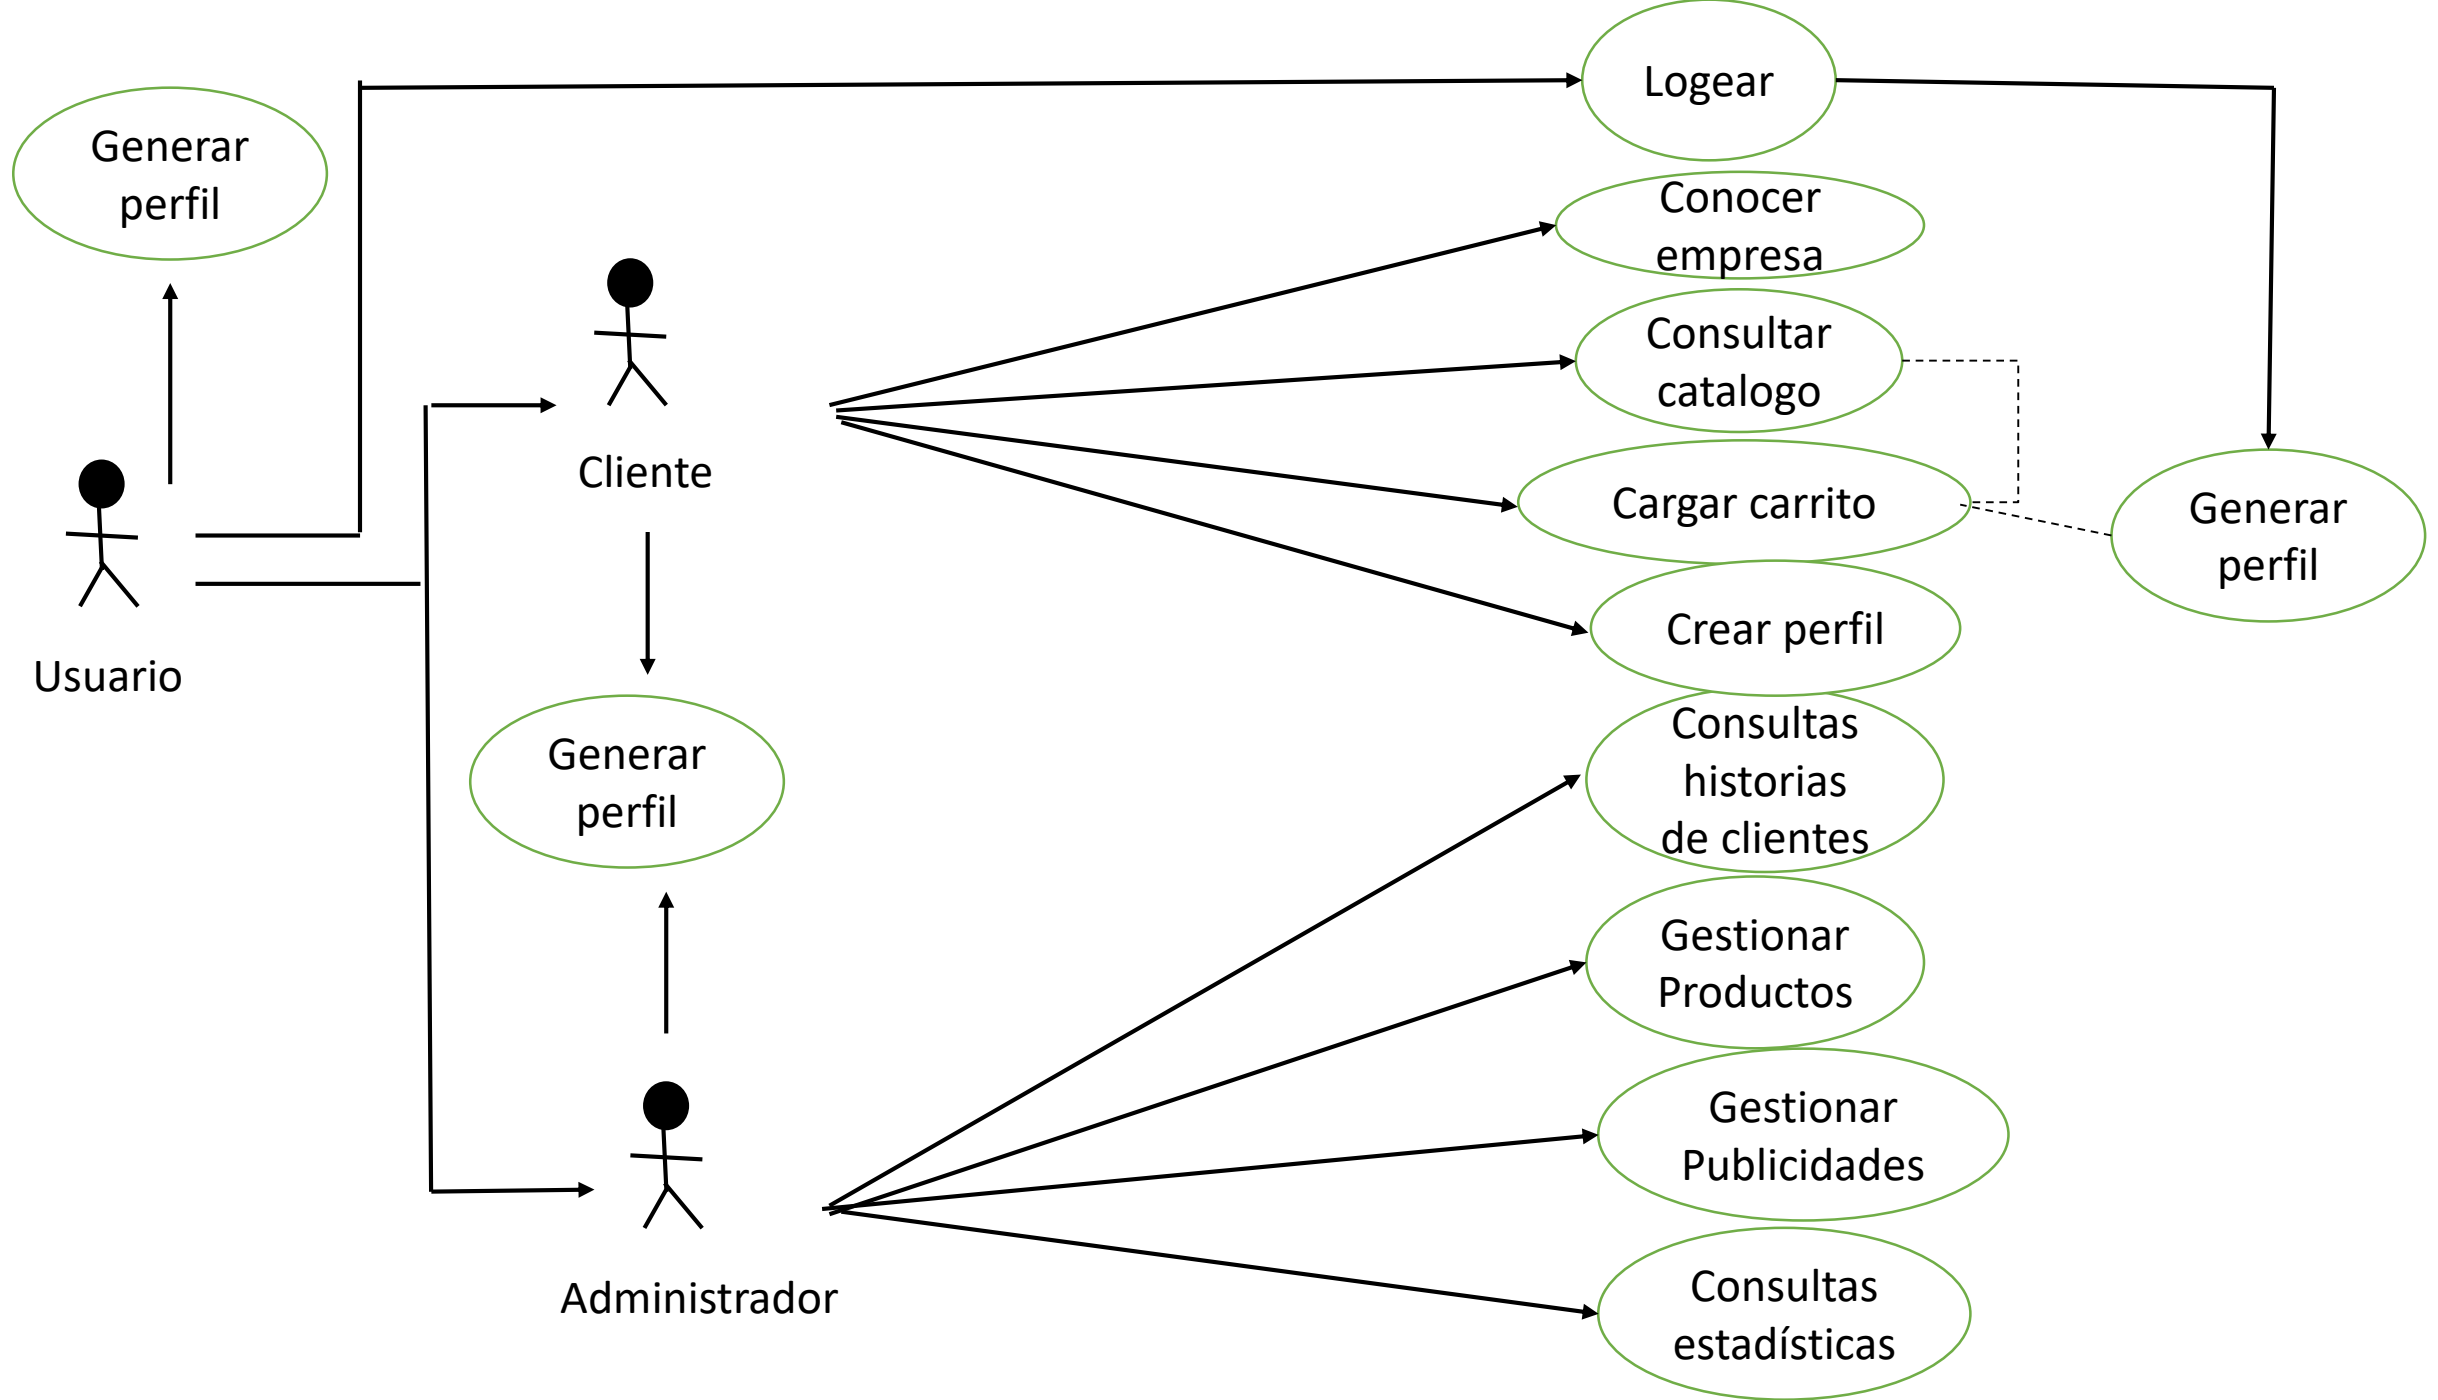 Logear
Generar
perfil
Conocer
empresa
Consultar
catalogo
Cliente
Cargar carrito
Generar
perfil
Crear perfil
Usuario
Generar
perfil
Consultas
historias
de clientes
Gestionar
Productos
Gestionar
Publicidades
Administrador
Consultas
estadísticas